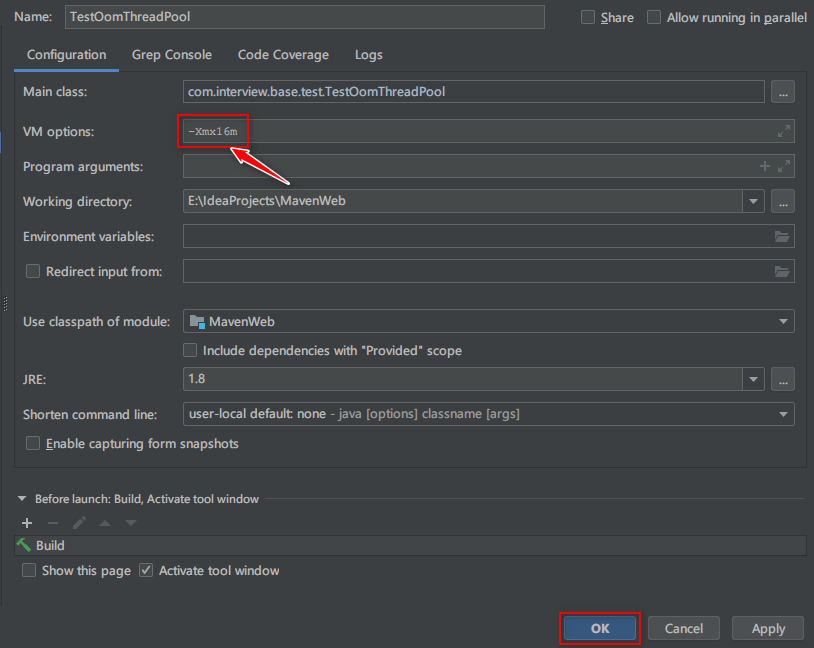 Name: TestOomThreadPool Share Allow running in parallel
Configuration Grep Console Code Coverage Logs
Main class: com.interview.base.test.TestOomThreadPool ...
VM options: -Xmx16m
Program arguments:
Working directory: E:\IdeaProjects\MavenWeb ...
Environment variables:
Redirect input from:
Use classpath of module: MavenWeb
Include dependencies with "Provided" scope
JRE: 1.8 ...
Shorten command line: user-local default: none - java [options] classname [args]
Enable capturing form snapshots
Before launch: Build, Activate tool window
Build
Show this page Activate tool window
OK Cancel Apply